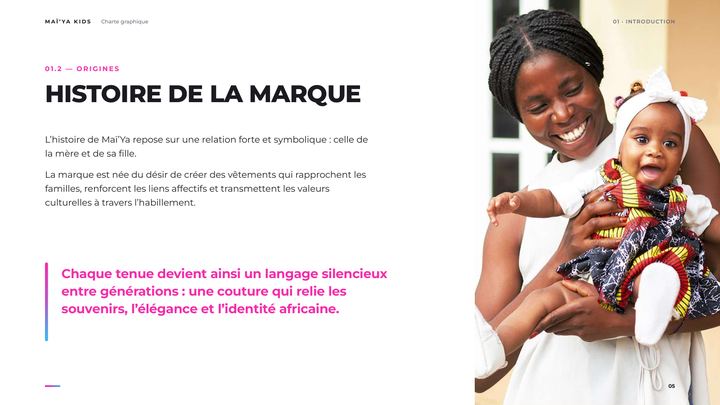 MAÏ'YA KIDS Charte graphique
01 · INTRODUCTION
01.2 — ORIGINES
HISTOIRE DE LA MARQUE
L'histoire de Maï'Ya repose sur une relation forte et symbolique : celle de
la mère et de sa fille.
La marque est née du désir de créer des vêtements qui rapprochent les
familles, renforcent les liens affectifs et transmettent les valeurs
culturelles à travers l'habillement.
Chaque tenue devient ainsi un langage silencieux
entre générations : une couture qui relie les
souvenirs, l'élégance et l'identité africaine.
05